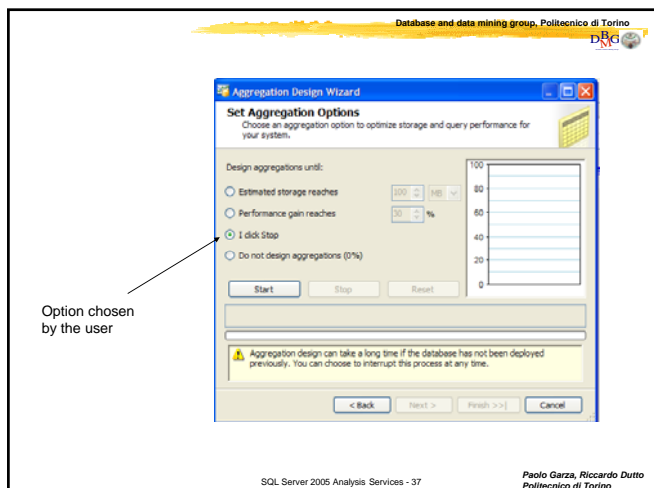 Database and data mining group, Politecnico di Torino
DBMG
Aggregation Design Wizard
Set Aggregation Options
Choose an aggregation option to optimize storage and query performance for
your system.
Design aggregations until:
Estimated storage reaches 100 MB
Performance gain reaches 30 %
I click Stop
Do not design aggregations (0%)
Start Stop Reset
100
80
60
40
20
0
Option chosen
by the user
Aggregation design can take a long time if the database has not been deployed
previously. You can choose to interrupt this process at any time.
< Back Next > Finish >>| Cancel
SQL Server 2005 Analysis Services - 37
Paolo Garza, Riccardo Dutto
Politecnico di Torino